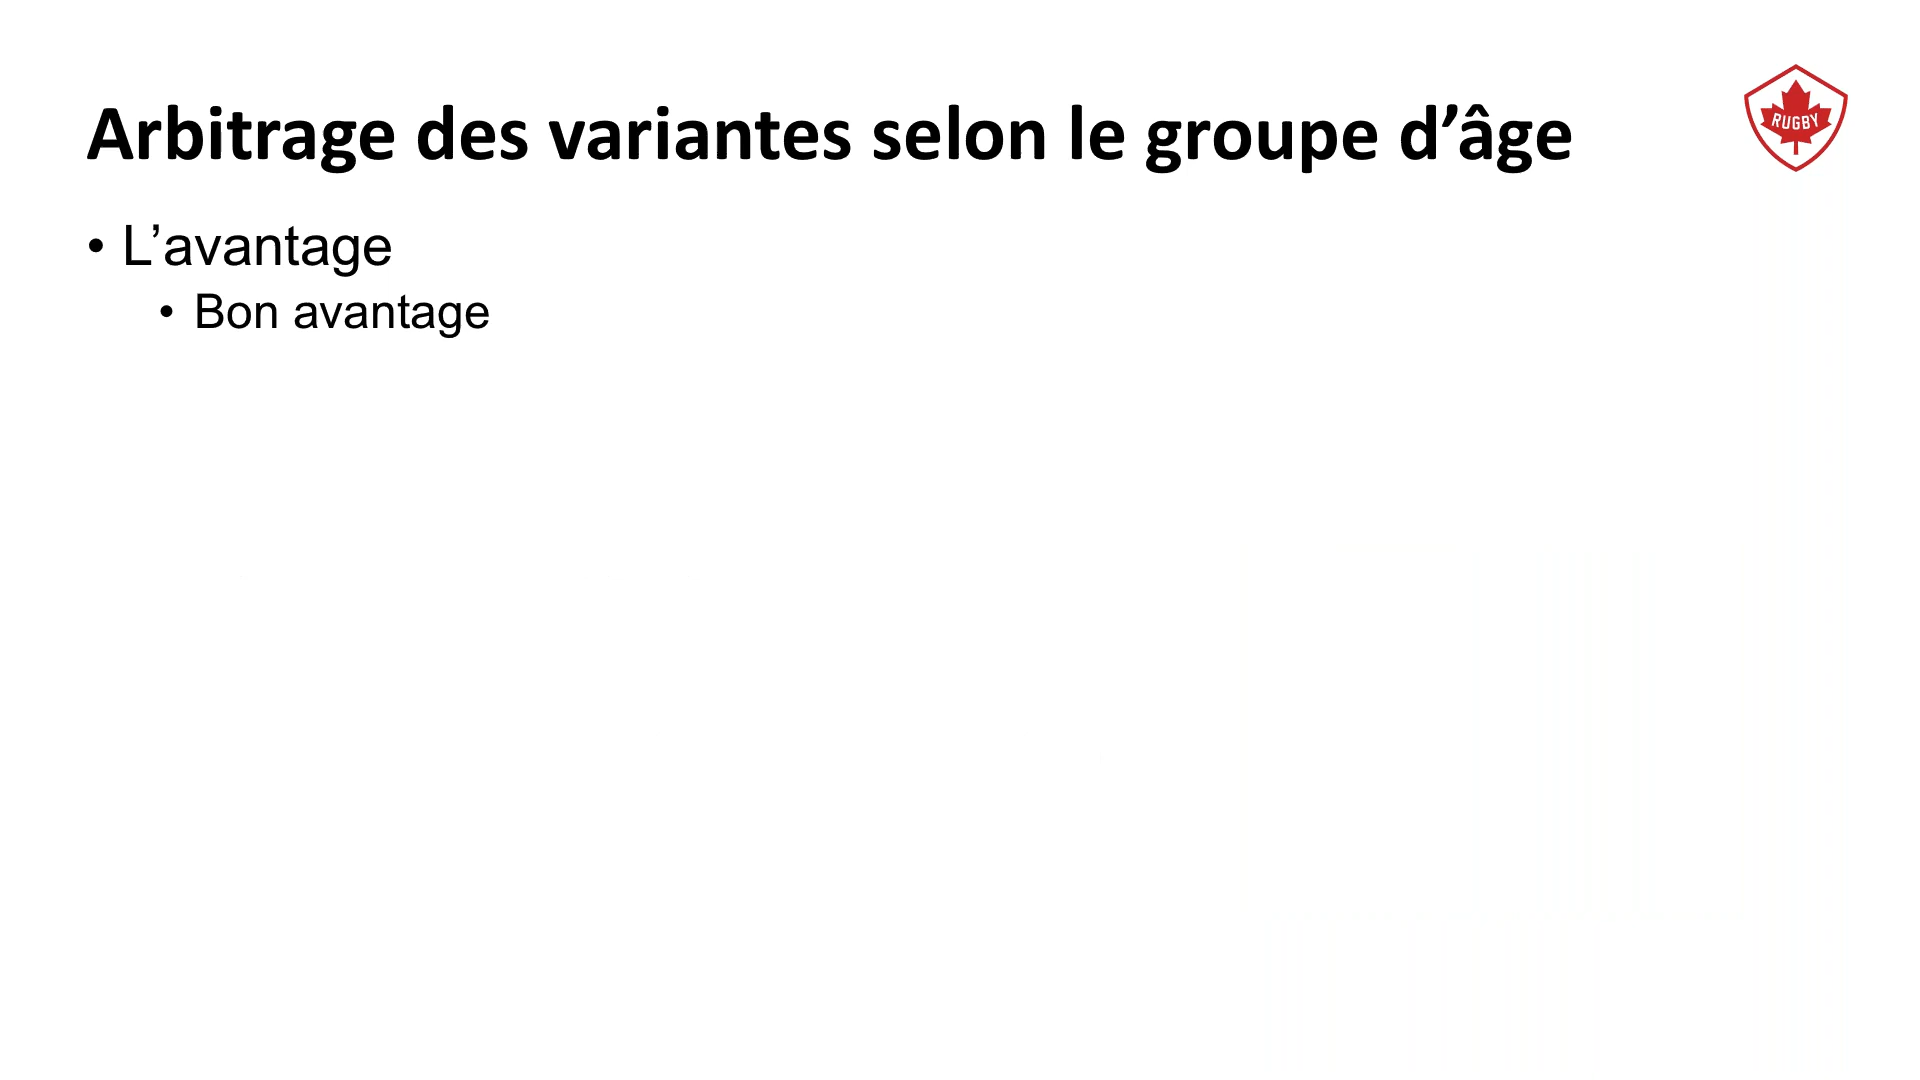 Arbitrage des variantes selon le groupe d’âge
RUGBY
• L’avantage
• Bon avantage